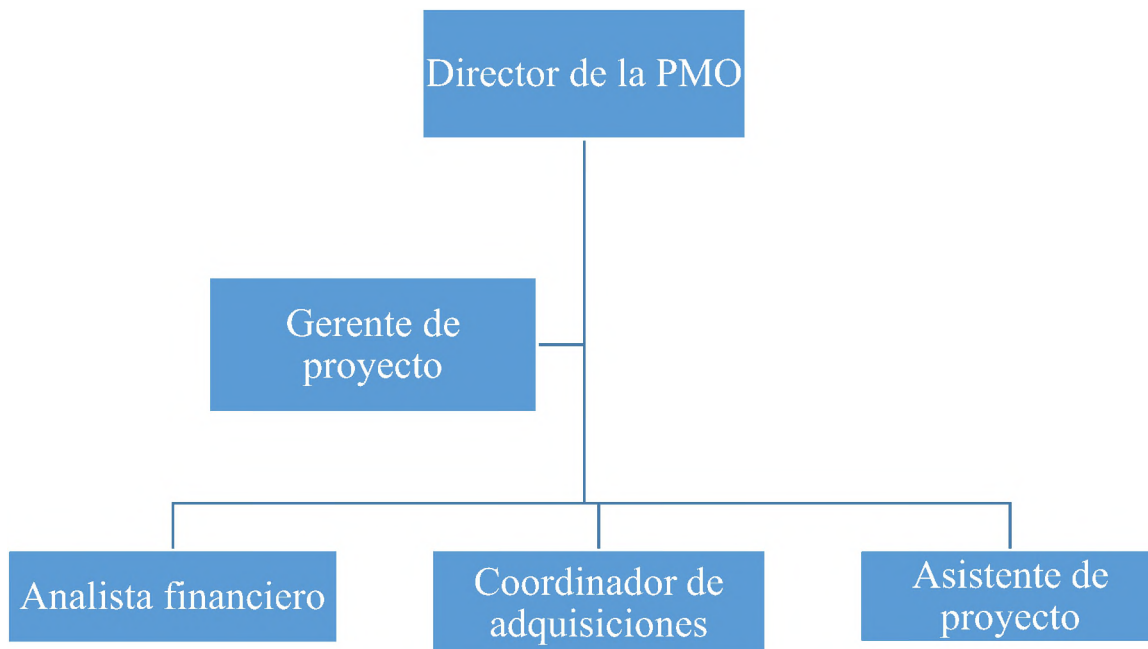 Director de la PMO
Gerente de
proyecto
Analista financiero
Coordinador de
adquisiciones
Asistente de
proyecto